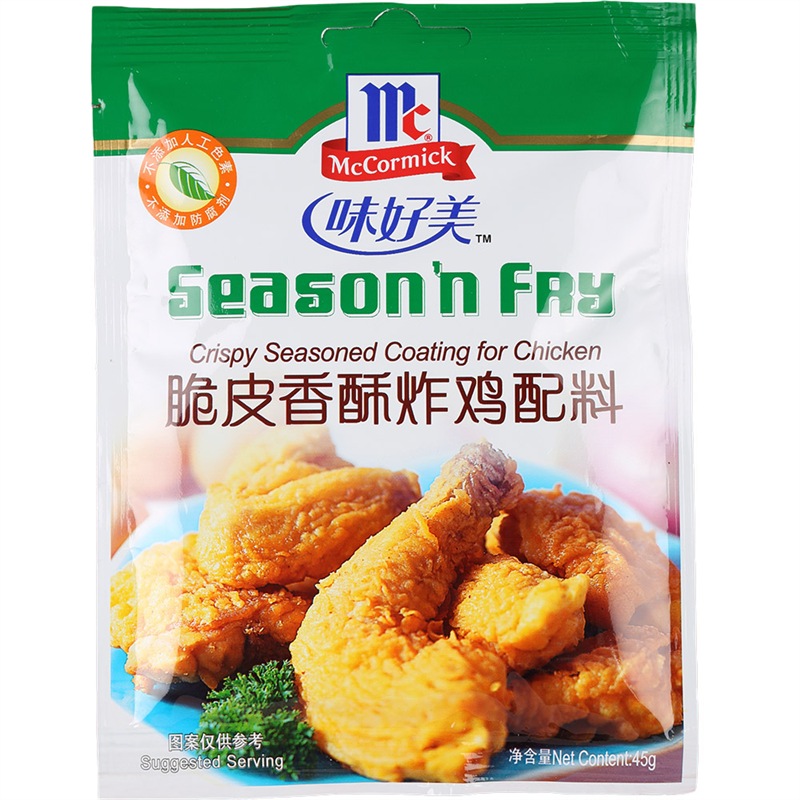 不添加人工色素
不添加防腐剂
Mc®
McCormick
味好美™
Season'n Fry
Crispy Seasoned Coating for Chicken
脆皮香酥炸鸡配料
图案仅供参考
Suggested Serving
净含量Net Content:45g